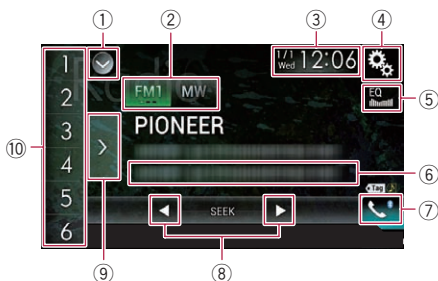 ① ② ③ ④
1/1 Wed 12:06
1
2
3
4
5
6
FM1 MW
EQ
⑤
PIONEER
⑩
⑥
Tag
SEEK
⑦
⑨ ⑧